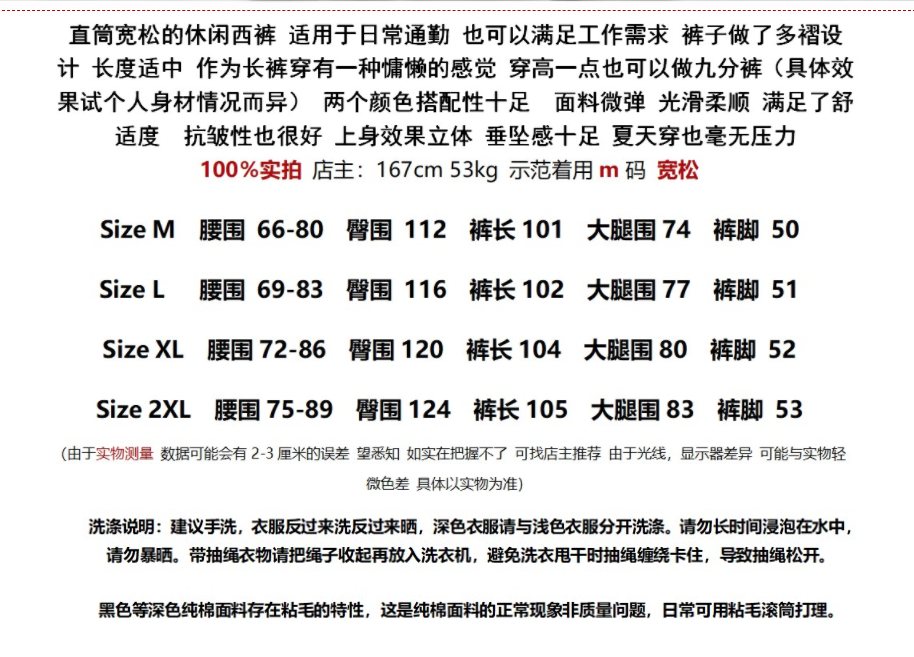 直筒宽松的休闲西裤 适用于日常通勤 也可以满足工作需求 裤子做了多褶设
计 长度适中 作为长裤穿有一种慵懒的感觉 穿高一点也可以做九分裤（具体效
果试个人身材情况而异） 两个颜色搭配性十足 面料微弹 光滑柔顺 满足了舒
适度 抗皱性也很好 上身效果立体 垂坠感十足 夏天穿也毫无压力
100%实拍 店主：167cm 53kg 示范着用 m 码 宽松
Size M 腰围 66-80 臀围 112 裤长 101 大腿围 74 裤脚 50
Size L 腰围 69-83 臀围 116 裤长 102 大腿围 77 裤脚 51
Size XL 腰围 72-86 臀围 120 裤长 104 大腿围 80 裤脚 52
Size 2XL 腰围 75-89 臀围 124 裤长 105 大腿围 83 裤脚 53
（由于实物测量 数据可能会有 2-3 厘米的误差 望悉知 如实在把握不了 可找店主推荐 由于光线，显示器差异 可能与实物轻
微色差 具体以实物为准）
洗涤说明：建议手洗，衣服反过来洗反过来晒，深色衣服请与浅色衣服分开洗涤。请勿长时间浸泡在水中，
请勿暴晒。带抽绳衣物请把绳子收起再放入洗衣机，避免洗衣甩干时抽绳缠绕卡住，导致抽绳松开。
黑色等深色纯棉面料存在粘毛的特性，这是纯棉面料的正常现象非质量问题，日常可用粘毛滚筒打理。